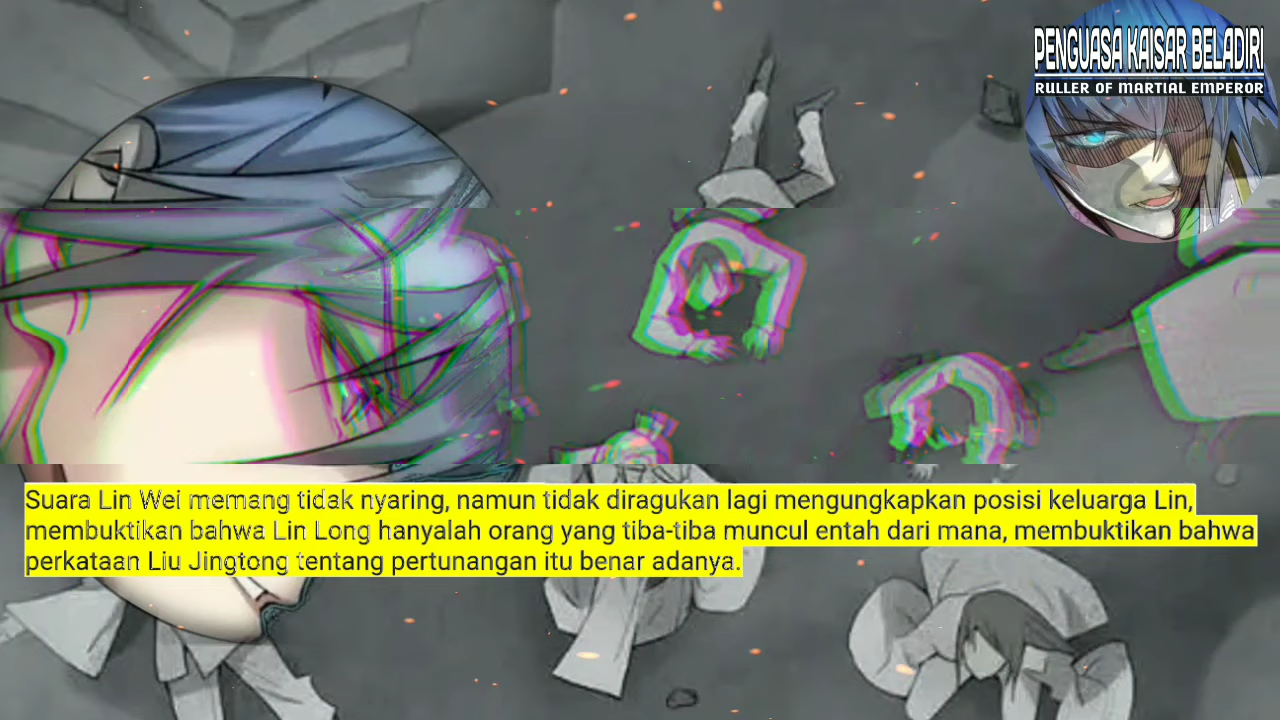 PENGUASA KAISAR BELADIRI
RULLER OF MARTIAL EMPEROR
Suara Lin Wei memang tidak nyaring, namun tidak diragukan lagi mengungkapkan posisi keluarga Lin,
membuktikan bahwa Lin Long hanyalah orang yang tiba-tiba muncul entah dari mana, membuktikan bahwa
perkataan Liu Jingtong tentang pertunangan itu benar adanya.